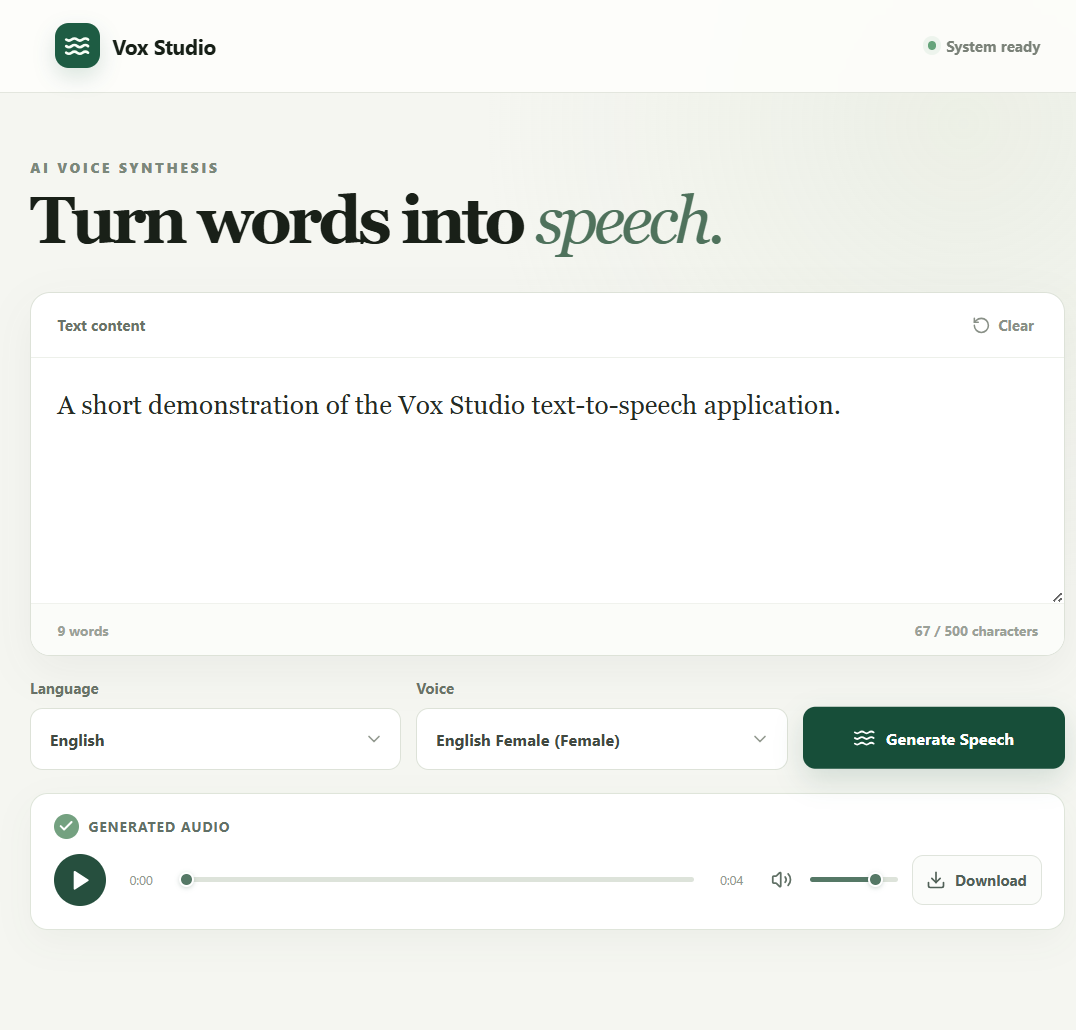 Vox Studio
System ready
AI VOICE SYNTHESIS
Turn words into speech.
Text content
Clear
A short demonstration of the Vox Studio text-to-speech application.
9 words
67 / 500 characters
Language
Voice
English
English Female (Female)
Generate Speech
GENERATED AUDIO
0:00
0:04
Download